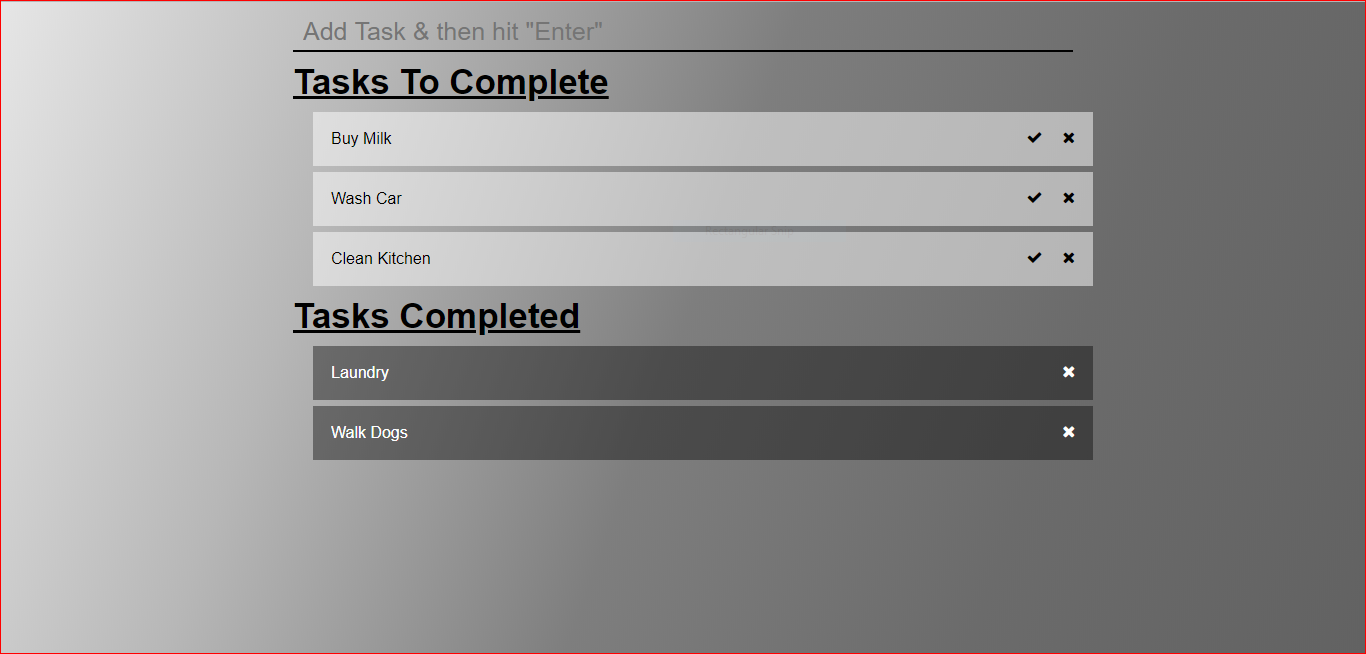 Add Task & then hit "Enter"
Tasks To Complete
Buy Milk
Wash Car
Clean Kitchen
Tasks Completed
Laundry
Walk Dogs